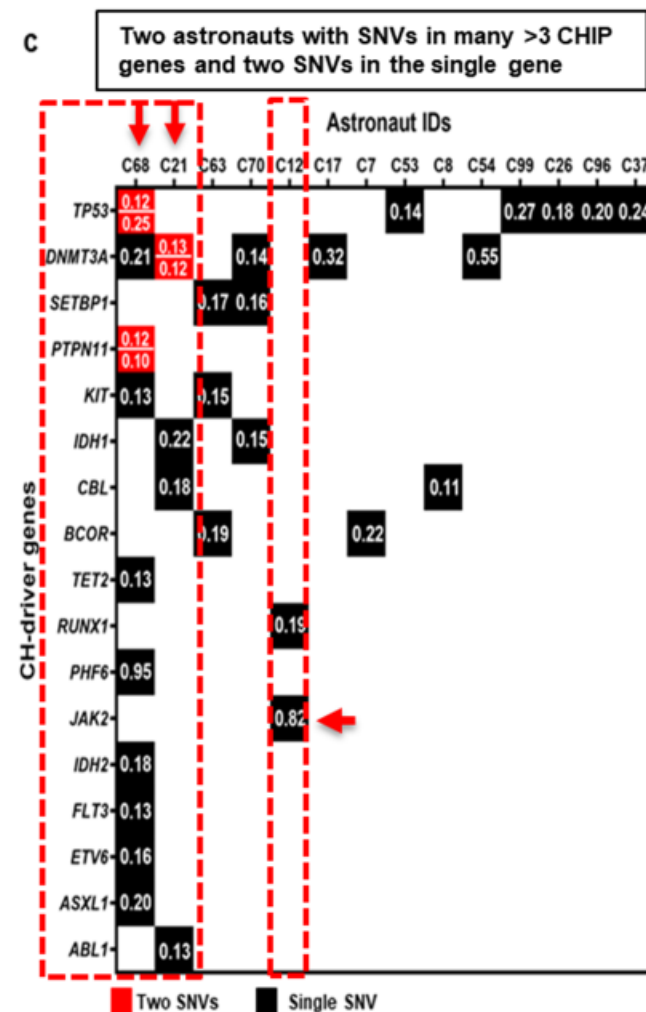 C
Two astronauts with SNVs in many >3 CHIP
genes and two SNVs in the single gene
Astronaut IDs
C68 C21 C63 C70 C12 C17 C7 C53 C8 C54 C99 C26 C96 C37
CH-driver genes
TP53 0.12 0.25 0.14 0.27 0.18 0.20 0.24
DNMT3A 0.21 0.13 0.12 0.14 0.32 0.55
SETBP1 0.17 0.16
PTPN11 0.12 0.10
KIT 0.13 0.15
IDH1 0.22 0.15
CBL 0.18 0.11
BCOR 0.19 0.22
TET2 0.13
RUNX1 0.19
PHF6 0.95
JAK2 0.82
IDH2 0.18
FLT3 0.13
ETV6 0.16
ASXL1 0.20
ABL1 0.13
Two SNVs Single SNV